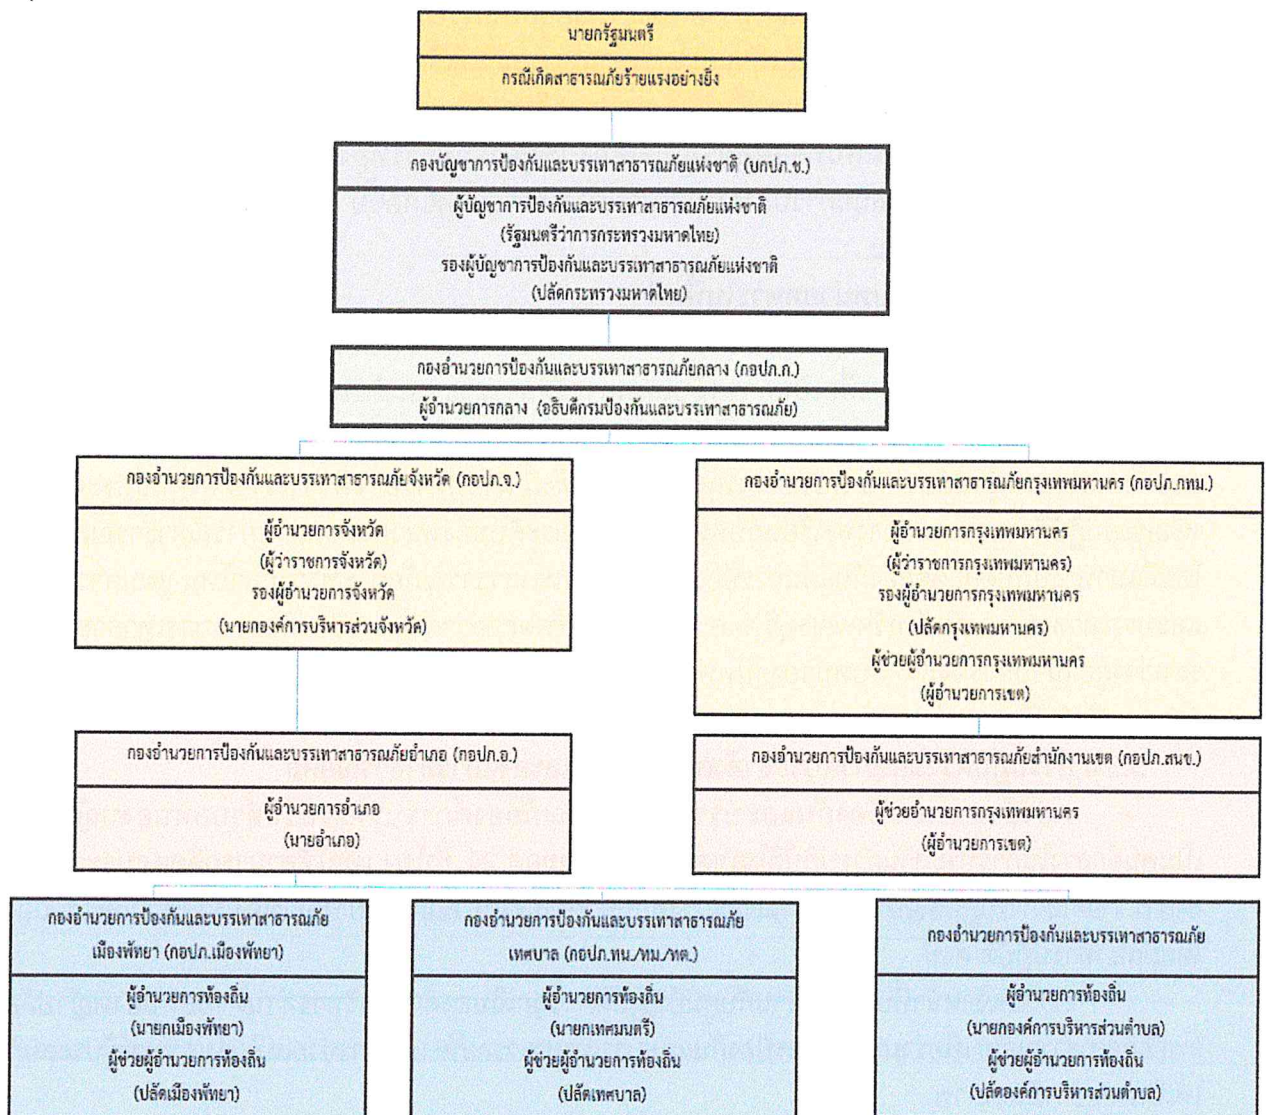 นายกรัฐมนตรี
กรณีเกิดสาธารณภัยร้ายแรงอย่างยิ่ง
กองบัญชาการป้องกันและบรรเทาสาธารณภัยแห่งชาติ (บกปภ.ช.)
ผู้บัญชาการป้องกันและบรรเทาสาธารณภัยแห่งชาติ
(รัฐมนตรีว่าการกระทรวงมหาดไทย)
รองผู้บัญชาการป้องกันและบรรเทาสาธารณภัยแห่งชาติ
(ปลัดกระทรวงมหาดไทย)
กองอำนวยการป้องกันและบรรเทาสาธารณภัยกลาง (กอปภ.ก.)
ผู้อำนวยการกลาง (อธิบดีกรมป้องกันและบรรเทาสาธารณภัย)
กองอำนวยการป้องกันและบรรเทาสาธารณภัยจังหวัด (กอปภ.จ.)
ผู้อำนวยการจังหวัด
(ผู้ว่าราชการจังหวัด)
รองผู้อำนวยการจังหวัด
(นายกองค์การบริหารส่วนจังหวัด)
กองอำนวยการป้องกันและบรรเทาสาธารณภัยกรุงเทพมหานคร (กอปภ.กทม.)
ผู้อำนวยการกรุงเทพมหานคร
(ผู้ว่าราชการกรุงเทพมหานคร)
รองผู้อำนวยการกรุงเทพมหานคร
(ปลัดกรุงเทพมหานคร)
ผู้ช่วยผู้อำนวยการกรุงเทพมหานคร
(ผู้อำนวยการเขต)
กองอำนวยการป้องกันและบรรเทาสาธารณภัยอำเภอ (กอปภ.อ.)
ผู้อำนวยการอำเภอ
(นายอำเภอ)
กองอำนวยการป้องกันและบรรเทาสาธารณภัยสำนักงานเขต (กอปภ.สนข.)
ผู้ช่วยอำนวยการกรุงเทพมหานคร
(ผู้อำนวยการเขต)
กองอำนวยการป้องกันและบรรเทาสาธารณภัย
เมืองพัทยา (กอปภ.เมืองพัทยา)
ผู้อำนวยการท้องถิ่น
(นายกเมืองพัทยา)
ผู้ช่วยผู้อำนวยการท้องถิ่น
(ปลัดเมืองพัทยา)
กองอำนวยการป้องกันและบรรเทาสาธารณภัย
เทศบาล (กอปภ.ทน./ทม./ทต.)
ผู้อำนวยการท้องถิ่น
(นายกเทศมนตรี)
ผู้ช่วยผู้อำนวยการท้องถิ่น
(ปลัดเทศบาล)
กองอำนวยการป้องกันและบรรเทาสาธารณภัย
ผู้อำนวยการท้องถิ่น
(นายกองค์การบริหารส่วนตำบล)
ผู้ช่วยผู้อำนวยการท้องถิ่น
(ปลัดองค์การบริหารส่วนตำบล)